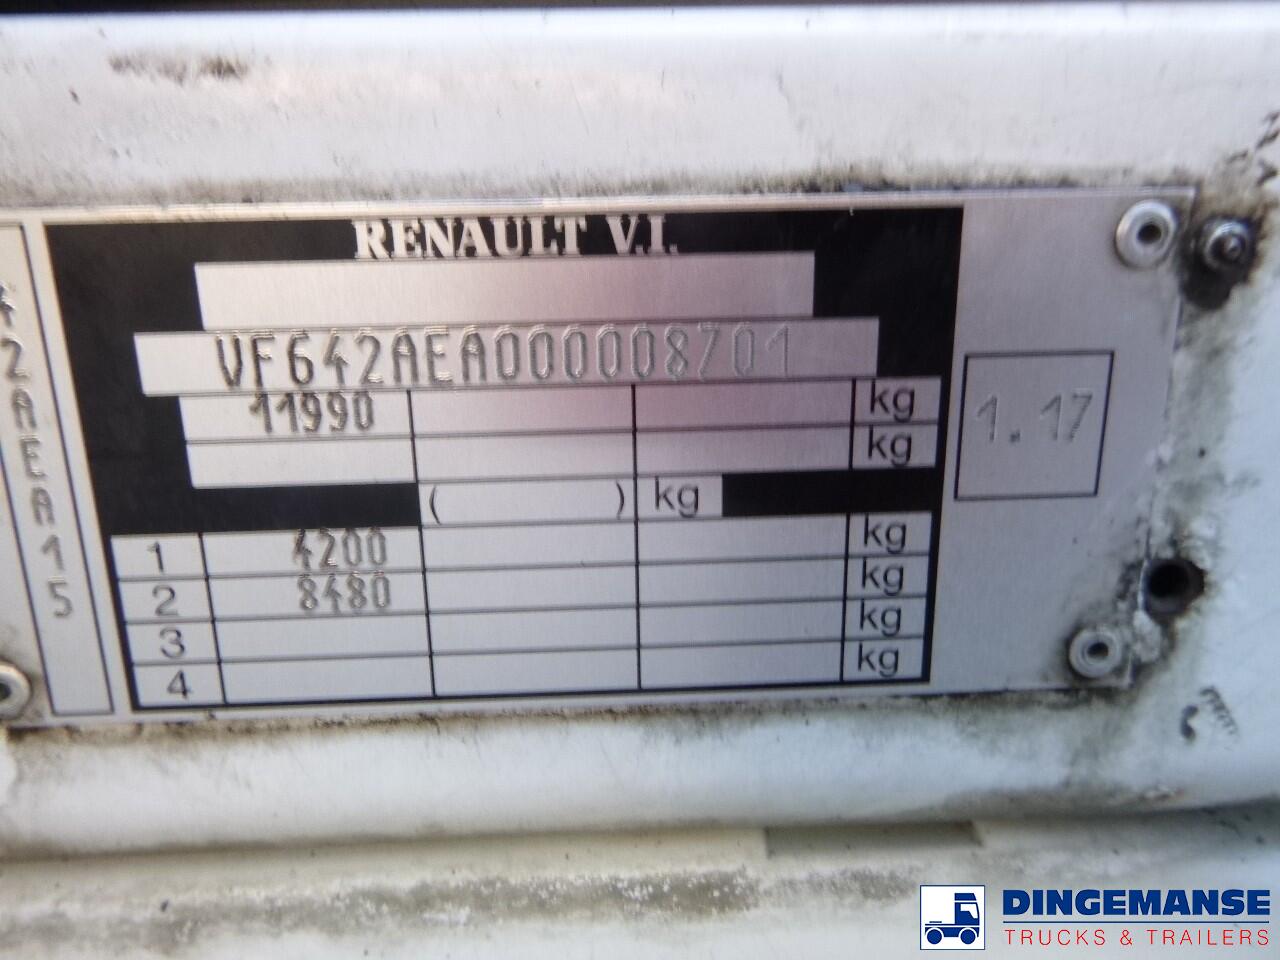 RENAULT V.I.
VF642AEA000008701
11990 kg
kg
( ) kg
1 4200 kg
2 8480 kg
3 kg
4 kg
1.17
42AEA15
DINGEMANSE
TRUCKS & TRAILERS